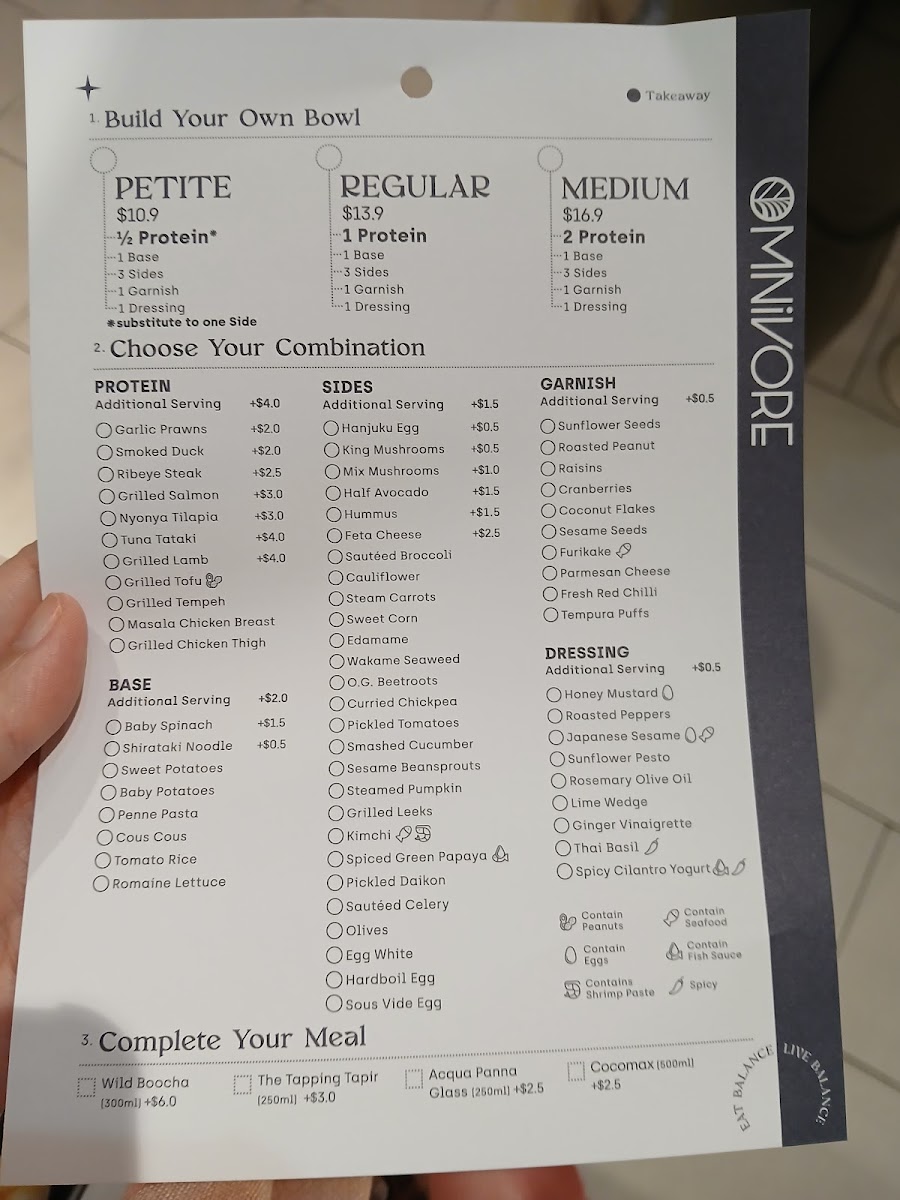 Takeaway
1. Build Your Own Bowl
PETITE
$10.9
½ Protein*
1 Base
3 Sides
1 Garnish
1 Dressing
*substitute to one Side
REGULAR
$13.9
1 Protein
1 Base
3 Sides
1 Garnish
1 Dressing
MEDIUM
$16.9
2 Protein
1 Base
3 Sides
1 Garnish
1 Dressing
2. Choose Your Combination
PROTEIN
Additional Serving +$4.0
Garlic Prawns +$2.0
Smoked Duck +$2.0
Ribeye Steak +$2.5
Grilled Salmon +$3.0
Nyonya Tilapia +$3.0
Tuna Tataki +$4.0
Grilled Lamb +$4.0
Grilled Tofu
Grilled Tempeh
Masala Chicken Breast
Grilled Chicken Thigh
BASE
Additional Serving +$2.0
Baby Spinach +$1.5
Shirataki Noodle +$0.5
Sweet Potatoes
Baby Potatoes
Penne Pasta
Cous Cous
Tomato Rice
Romaine Lettuce
SIDES
Additional Serving +$1.5
Hanjuku Egg +$0.5
King Mushrooms +$0.5
Mix Mushrooms +$1.0
Half Avocado +$1.5
Hummus +$1.5
Feta Cheese +$2.5
Sautéed Broccoli
Cauliflower
Steam Carrots
Sweet Corn
Edamame
Wakame Seaweed
O.G. Beetroots
Curried Chickpea
Pickled Tomatoes
Smashed Cucumber
Sesame Beansprouts
Steamed Pumpkin
Grilled Leeks
Kimchi
Spiced Green Papaya
Pickled Daikon
Sautéed Celery
Olives
Egg White
Hardboil Egg
Sous Vide Egg
GARNISH
Additional Serving +$0.5
Sunflower Seeds
Roasted Peanut
Raisins
Cranberries
Coconut Flakes
Sesame Seeds
Furikake
Parmesan Cheese
Fresh Red Chilli
Tempura Puffs
DRESSING
Additional Serving +$0.5
Honey Mustard
Roasted Peppers
Japanese Sesame
Sunflower Pesto
Rosemary Olive Oil
Lime Wedge
Ginger Vinaigrette
Thai Basil
Spicy Cilantro Yogurt
Contain
Peanuts
Contain
Seafood
Contain
Eggs
Contain
Fish Sauce
Contains
Shrimp Paste
Spicy
3. Complete Your Meal
Wild Boocha
(300ml) +$6.0
The Tapping Tapir
(250ml) +$3.0
Acqua Panna
Glass (250ml) +$2.5
Cocomax (500ml)
+$2.5
OMNIVORE
EAT BALANCE LIVE BALANCE